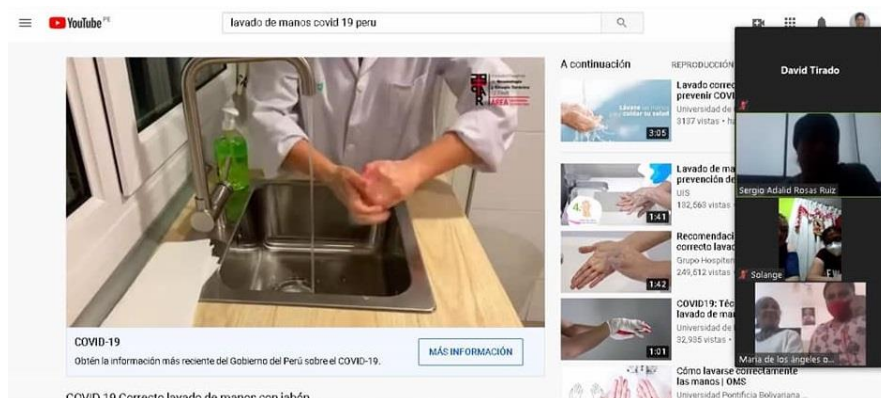 YouTube PE
lavado de manos covid 19 peru
A continuación
REPRODUCCIÓN
Lavado correc
prevenir COVI
Universidad de
3137 vistas • h
3:05
Lavado de ma
prevención de
UIS
182,563 vistas
1:41
Recomendaci
correcto lavad
Grupo Hospiten
249,612 vistas
1:42
COVID19: Téc
lavado de ma
Universidad de
32,935 vistas •
1:01
Cómo lavarse correctamente
las manos | OMS
Universidad Pontificia Bolivariana ...
David Tirado
Sergio Adalid Rosas Ruiz
Solange
Maria de los ángeles o...
COVID-19
Obtén la información más reciente del Gobierno del Perú sobre el COVID-19.
MÁS INFORMACIÓN
COVID 19 Correcto lavado de manos con jabón